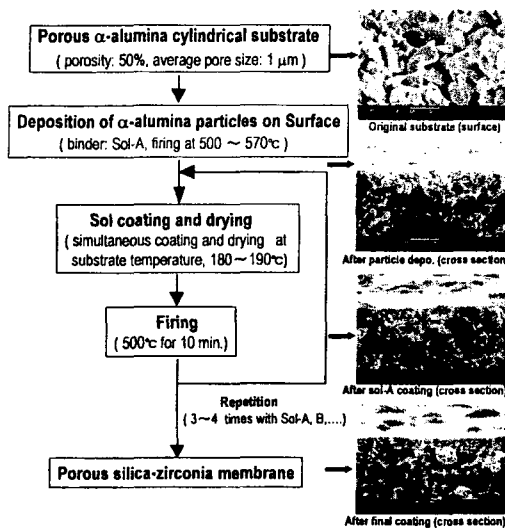 Porous α-alumina cylindrical substrate
( porosity: 50%, average pore size: 1 μm )
Deposition of α-alumina particles on Surface
( binder: Sol-A, firing at 500 ~ 570℃ )
Sol coating and drying
( simultaneous coating and drying at
substrate temperature, 180~190℃)
Firing
( 500℃ for 10 min.)
Repetition
( 3~4 times with Sol-A, B,....)
Porous silica-zirconia membrane
Original substrate (surface)
After particle depo. (cross section)
After sol-A coating (cross section)
After final coating (cross section)